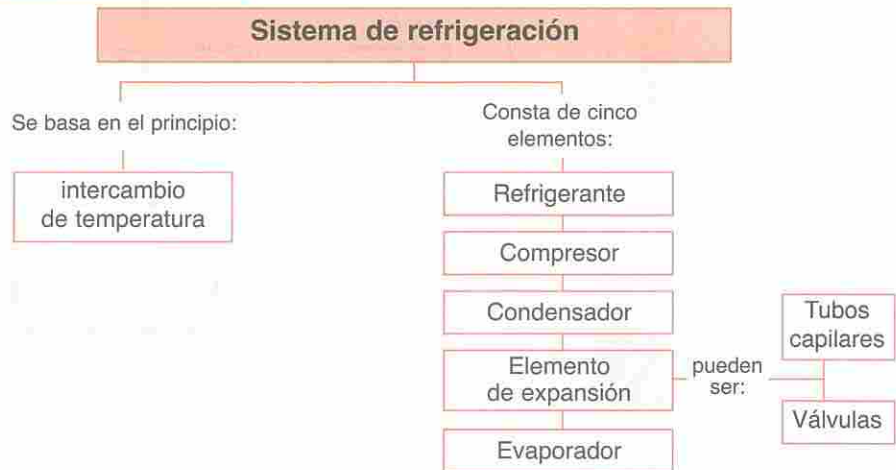 Sistema de refrigeración
Se basa en el principio:
intercambio
de temperatura
Consta de cinco
elementos:
Refrigerante
Compresor
Condensador
Elemento
de expansión
pueden
ser:
Tubos
capilares
Válvulas
Evaporador